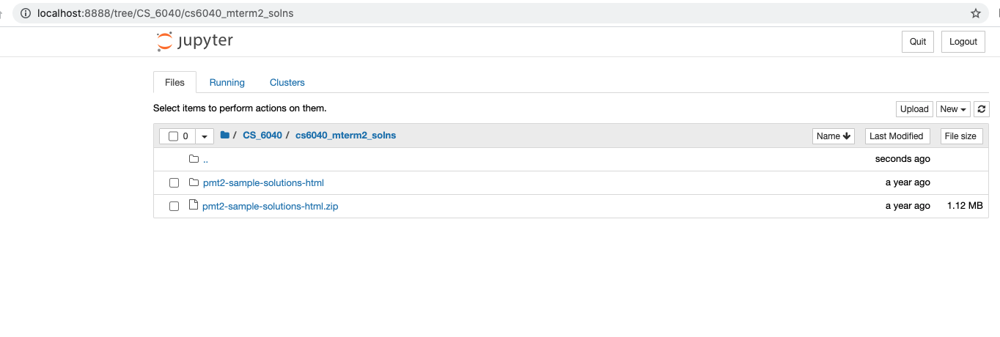 localhost:8888/tree/CS_6040/cs6040_mterm2_solns
jupyter
Quit Logout
Files Running Clusters
Select items to perform actions on them.
Upload New
0 / CS_6040 / cs6040_mterm2_solns Name Last Modified File size
.. seconds ago
pmt2-sample-solutions-html a year ago
pmt2-sample-solutions-html.zip a year ago 1.12 MB